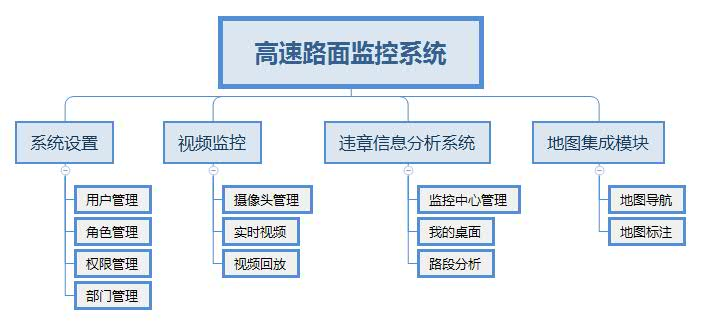 高速路面监控系统
系统设置
视频监控
违章信息分析系统
地图集成模块
用户管理
角色管理
权限管理
部门管理
摄像头管理
实时视频
视频回放
监控中心管理
我的桌面
路段分析
地图导航
地图标注